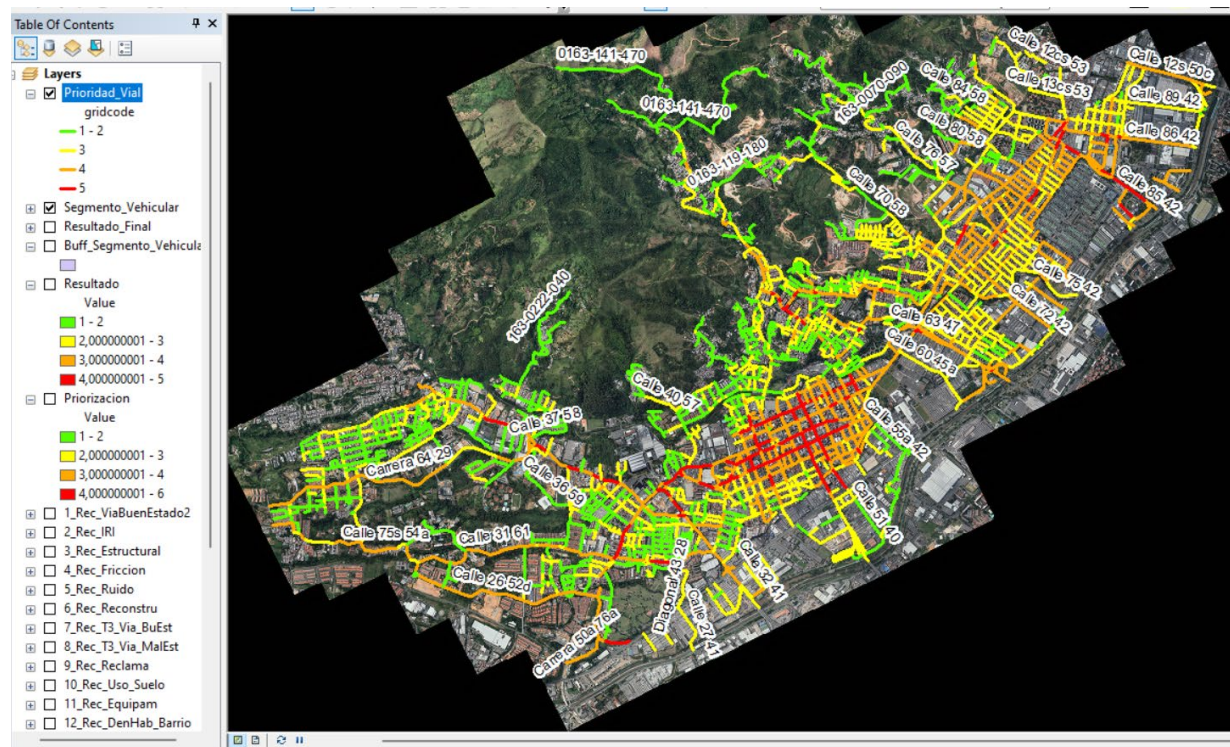 Table Of Contents
Layers
Prioridad_Vial
gridcode
1 - 2
3
4
5
Segmento_Vehicular
Resultado_Final
Buff_Segmento_Vehicula
Resultado
Value
1 - 2
2,000000001 - 3
3,000000001 - 4
4,000000001 - 5
Priorizacion
Value
1 - 2
2,000000001 - 3
3,000000001 - 4
4,000000001 - 6
1_Rec_ViaBuenEstado2
2_Rec_IRI
3_Rec_Estructural
4_Rec_Friccion
5_Rec_Ruido
6_Rec_Reconstru
7_Rec_T3_Via_BuEst
8_Rec_T3_Via_MalEst
9_Rec_Reclama
10_Rec_Uso_Suelo
11_Rec_Equipam
12_Rec_DenHab_Barrio
0163-141-470
Calle 12cs 53
Calle 12s 50c
Calle 13cs 53
Calle 84 58
Calle 89 42
0163-141-470
163-0070-090
Calle 80 58
Calle 86 42
Calle 76 57
0163-119-180
Calle 85 42
Calle 70 58
Calle 75 42
163-0222-040
Calle 72 42
Calle 63 47
Calle 60 45a
Calle 40 57
Calle 37 58
Calle 55a 42
Carrera 64 29
Calle 36 59
Calle 51 40
Calle 75s 54a
Calle 31 61
Calle 32 41
Calle 26 52d
Diagonal 43 28
Calle 27 41
Carrera 50a 76a